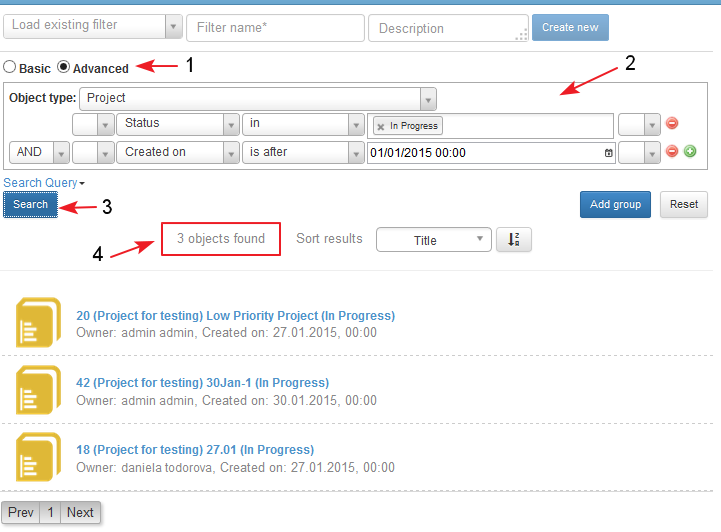 Load existing filter Filter name* Description Create new
Basic Advanced 1
2
Object type: Project
Status in In Progress
AND Created on is after 01/01/2015 00:00
Search Query
Search 3 Add group Reset
4 3 objects found Sort results Title
20 (Project for testing) Low Priority Project (In Progress)
Owner: admin admin, Created on: 27.01.2015, 00:00
42 (Project for testing) 30Jan-1 (In Progress)
Owner: admin admin, Created on: 30.01.2015, 00:00
18 (Project for testing) 27.01 (In Progress)
Owner: daniela todorova, Created on: 27.01.2015, 00:00
Prev 1 Next